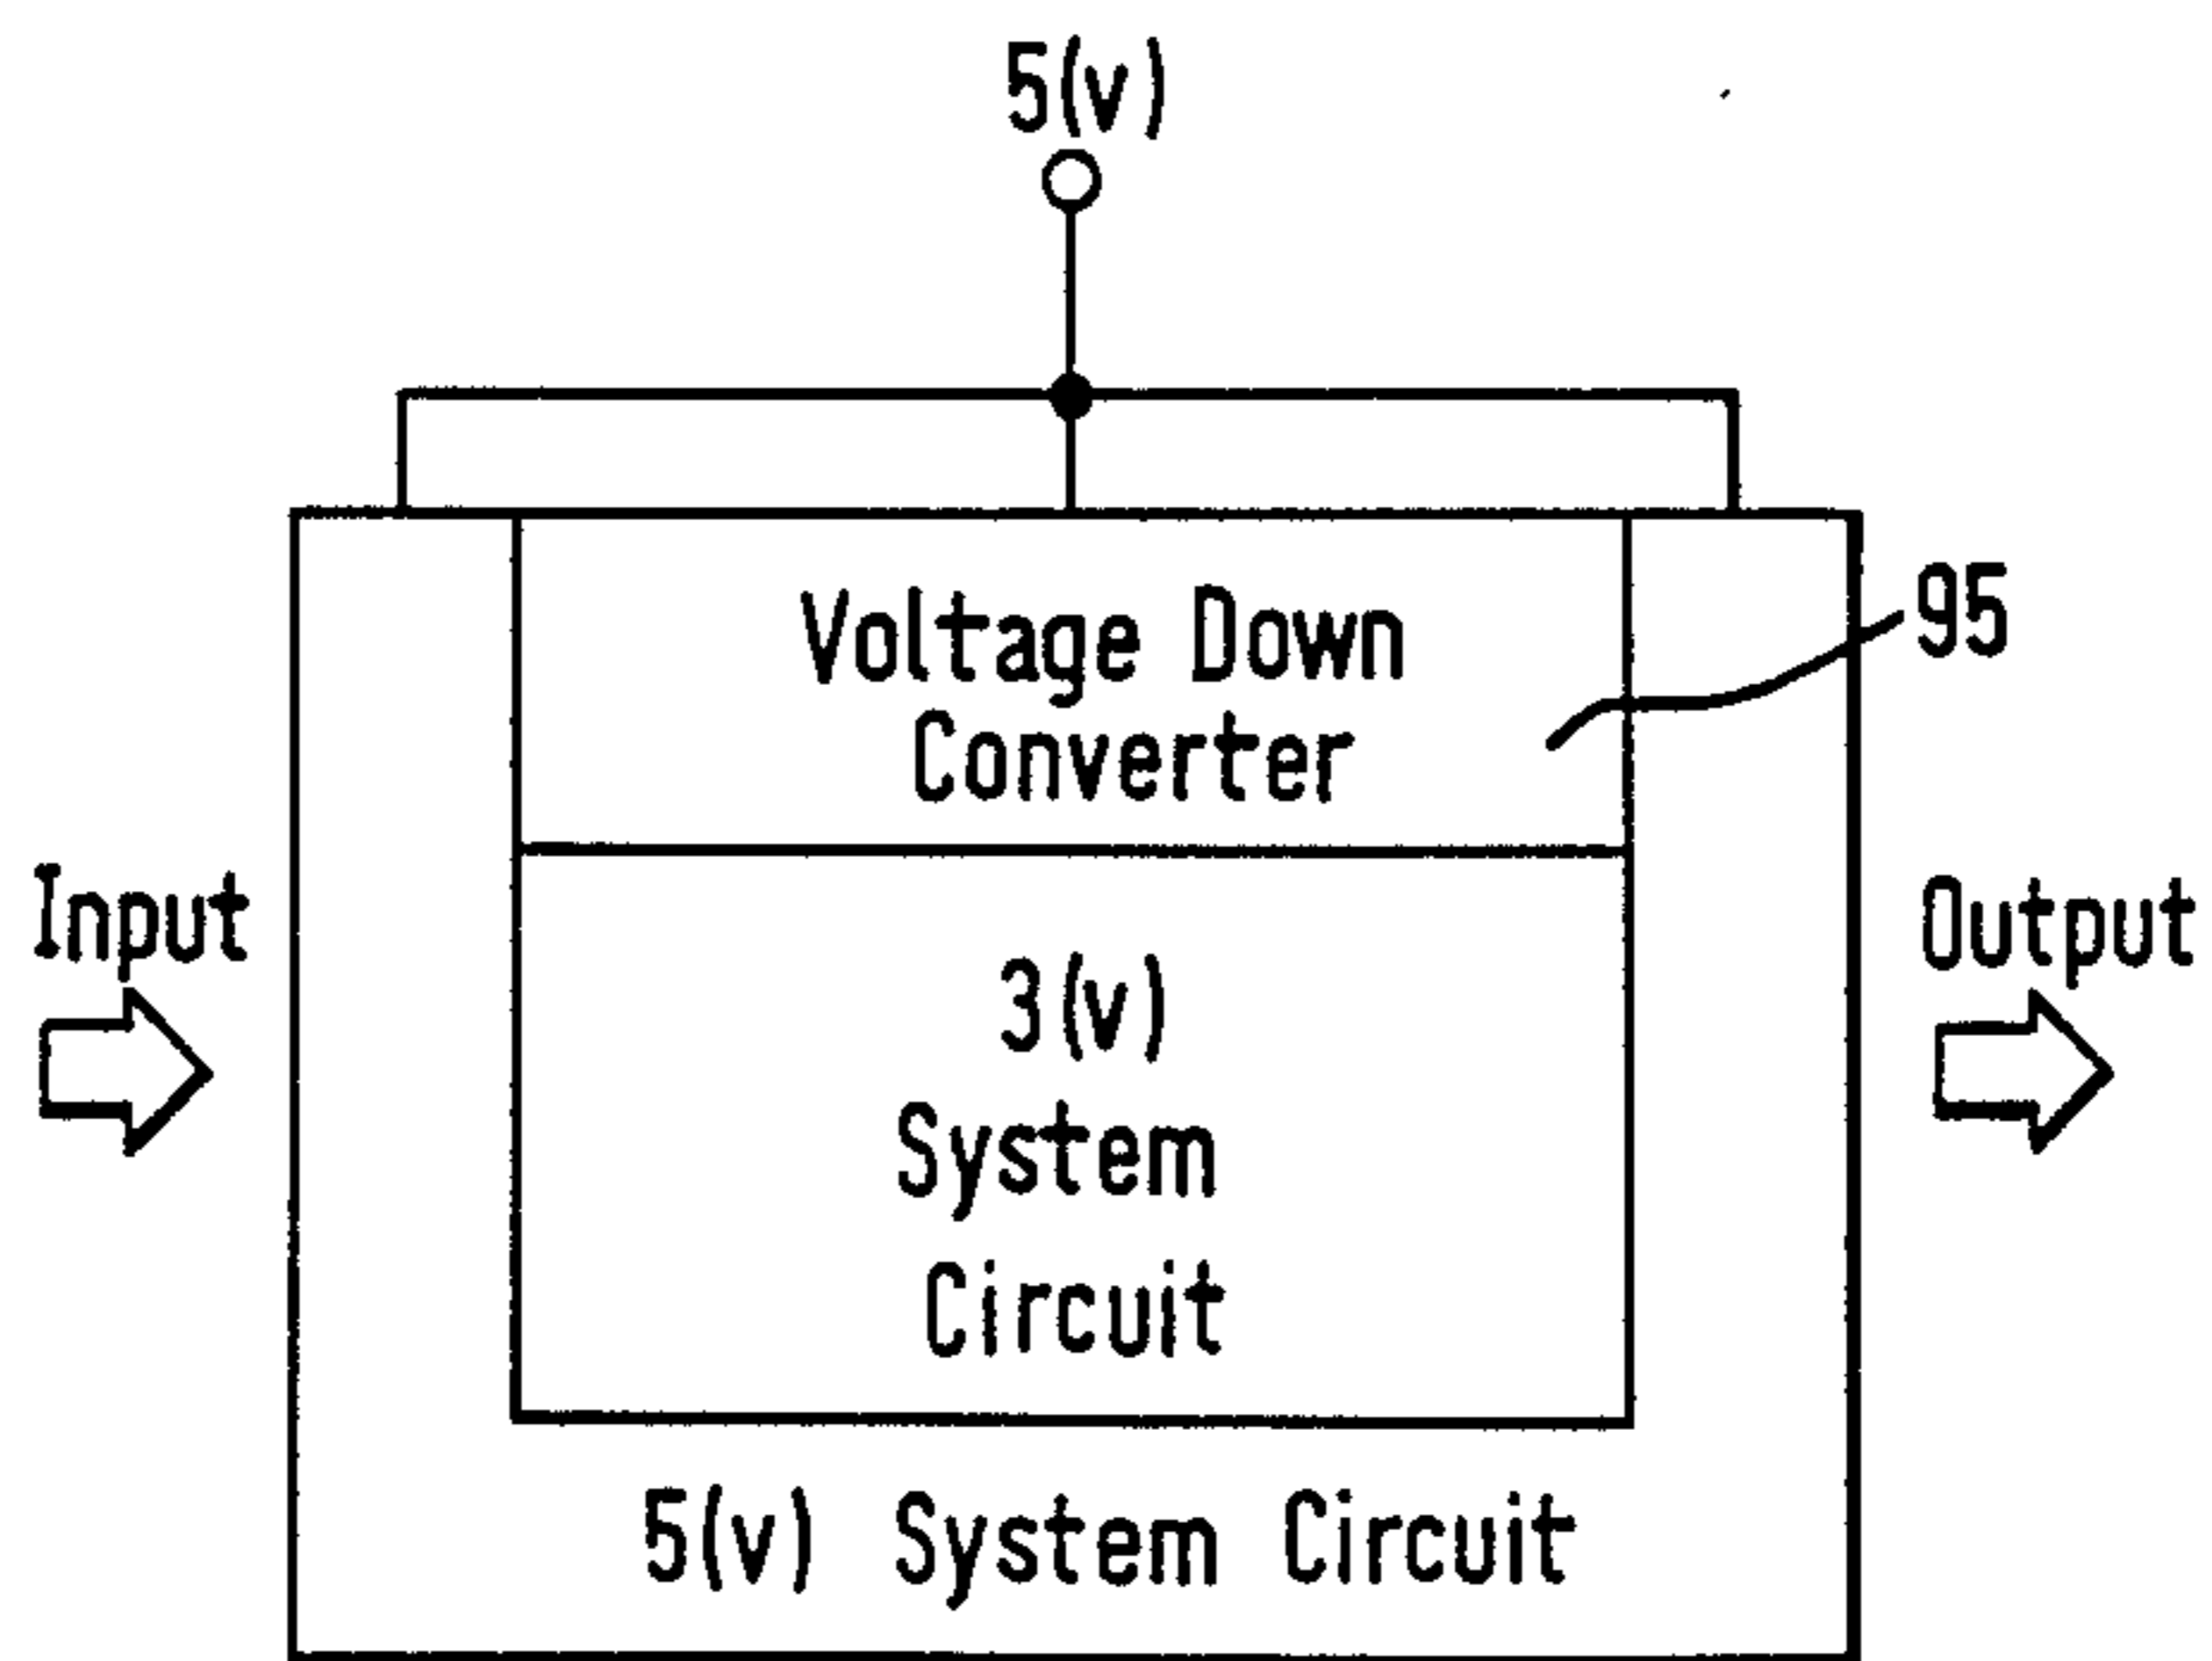 5(v)
Voltage Down
Converter
95
Input
Output
3(v)
System
Circuit
5(v) System Circuit